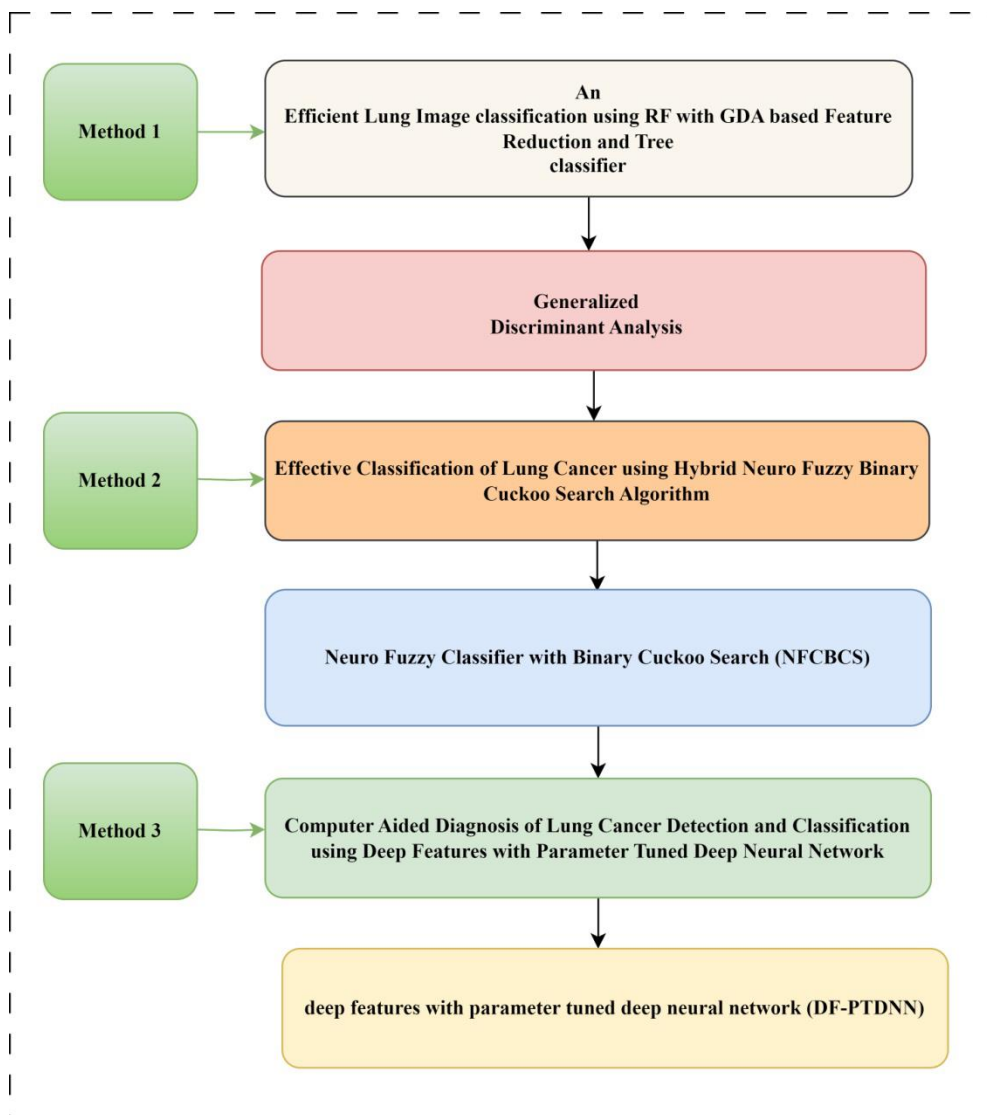 Method 1
An
Efficient Lung Image classification using RF with GDA based Feature
Reduction and Tree
classifier
Generalized
Discriminant Analysis
Method 2
Effective Classification of Lung Cancer using Hybrid Neuro Fuzzy Binary
Cuckoo Search Algorithm
Neuro Fuzzy Classifier with Binary Cuckoo Search (NFCBCS)
Method 3
Computer Aided Diagnosis of Lung Cancer Detection and Classification
using Deep Features with Parameter Tuned Deep Neural Network
deep features with parameter tuned deep neural network (DF-PTDNN)